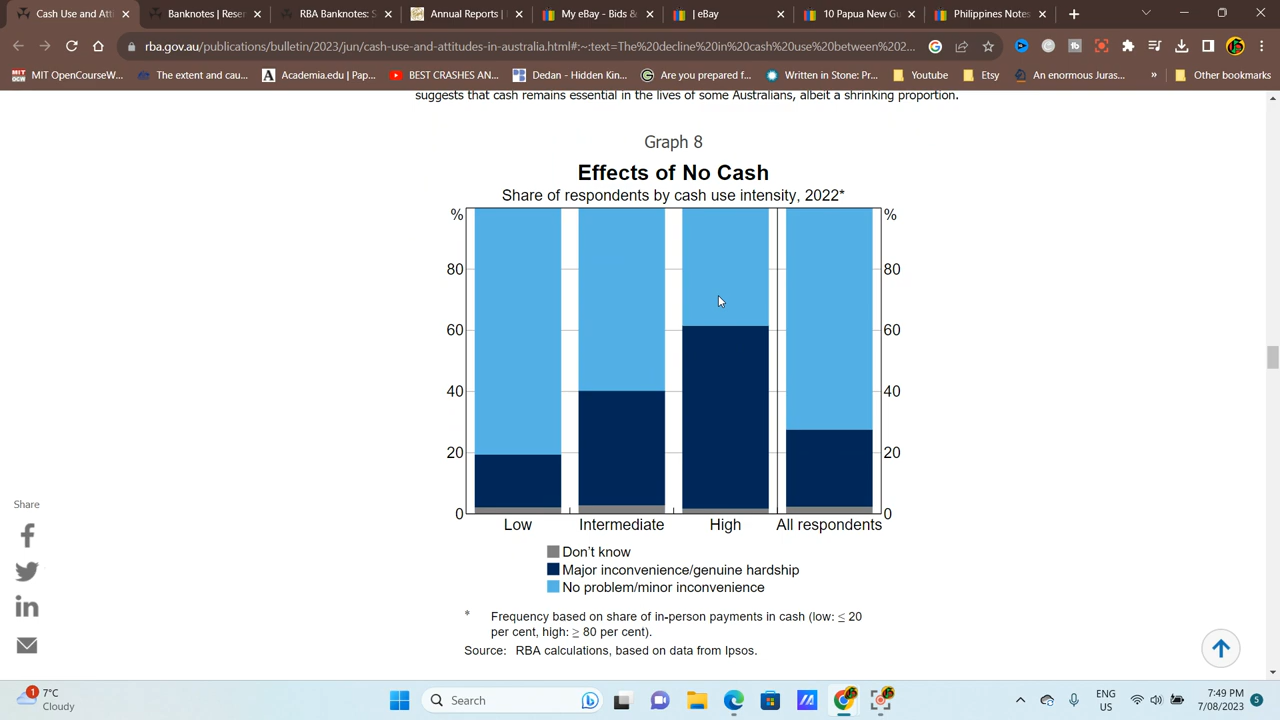 Cash Use and Atti
Banknotes | Reser
RBA Banknotes: S
Annual Reports |
My eBay - Bids &
| eBay
10 Papua New Gu
Philippines Notes
rba.gov.au/publications/bulletin/2023/jun/cash-use-and-attitudes-in-australia.html#:~:text=The%20decline%20in%20cash%20use%20between%202...
MIT OpenCourseW...
The extent and cau...
Academia.edu | Pap...
BEST CRASHES AN...
Dedan - Hidden Kin...
Are you prepared f...
Written in Stone: Pr...
Youtube
Etsy
An enormous Juras...
»
Other bookmarks
suggests that cash remains essential in the lives of some Australians, albeit a shrinking proportion.
Graph 8
Effects of No Cash
Share of respondents by cash use intensity, 2022*
% %
80 80
60 60
40 40
20 20
0 0
Low Intermediate High All respondents
Don't know
Major inconvenience/genuine hardship
No problem/minor inconvenience
* Frequency based on share of in-person payments in cash (low: ≤ 20
per cent, high: ≥ 80 per cent).
Source: RBA calculations, based on data from Ipsos.
Share
1
7°C
Cloudy
Search
ENG
US
7:49 PM
7/08/2023
5